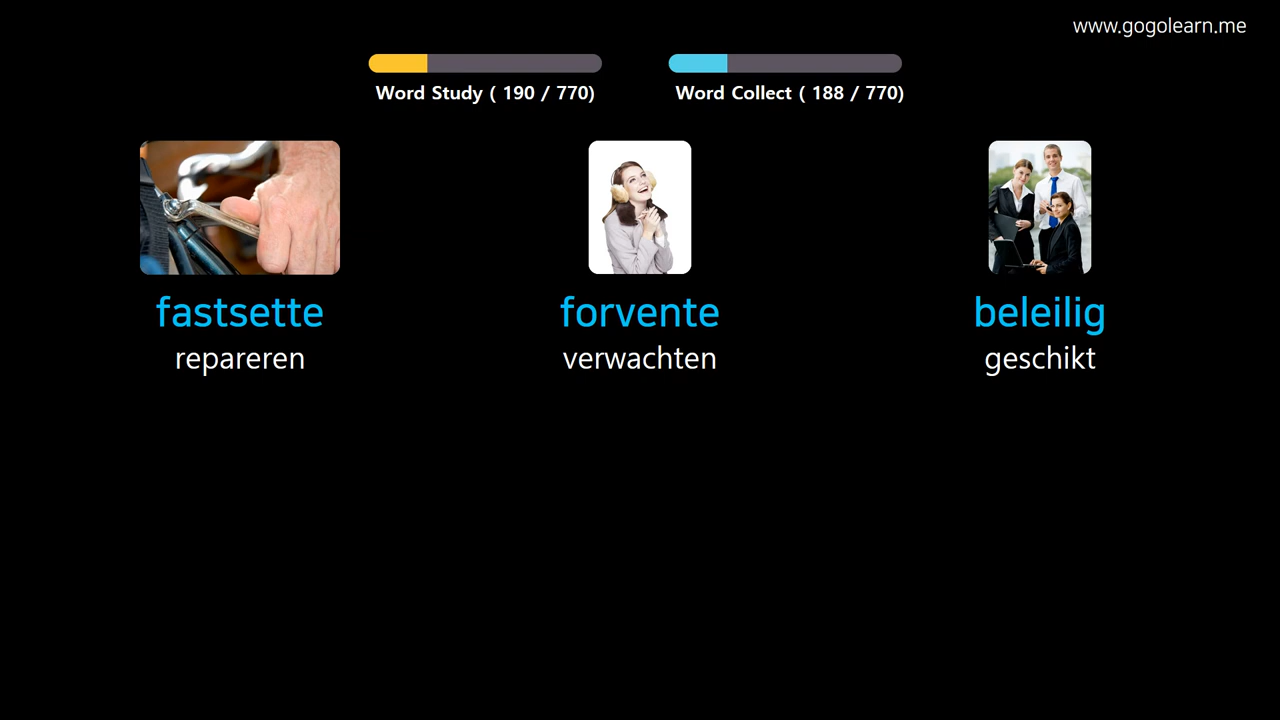 www.gogolearn.me
Word Study ( 190 / 770)
Word Collect ( 188 / 770)
fastsette
forvente
beleilig
repareren
verwachten
geschikt